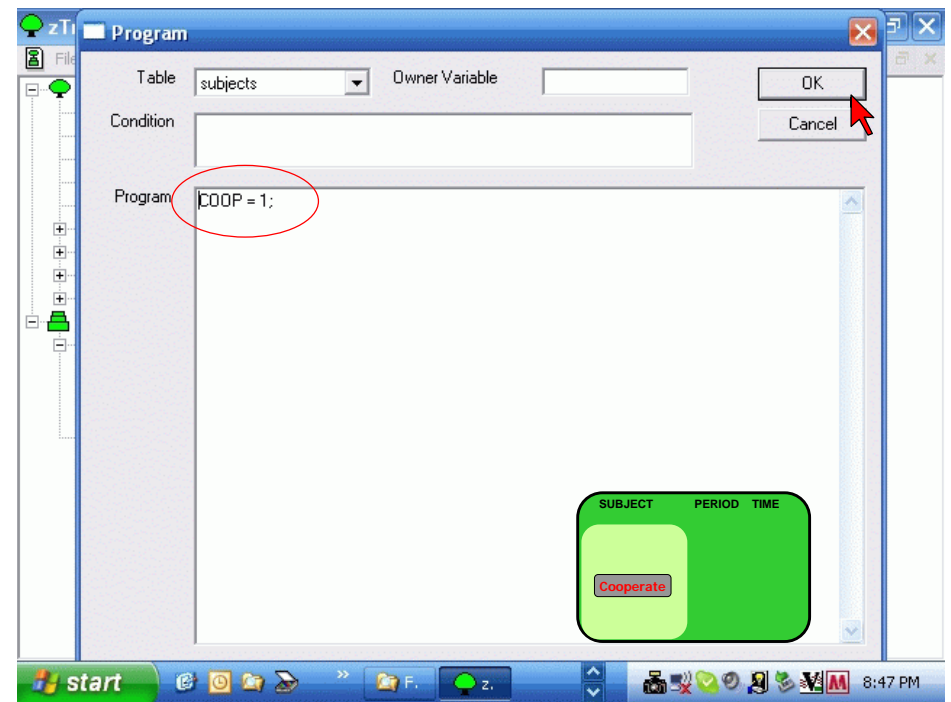 zTr
Program
File
Table
subjects
Owner Variable
OK
Condition
Cancel
Program
COOP = 1;
SUBJECT PERIOD TIME
Cooperate
start
F.
z.
8:47 PM